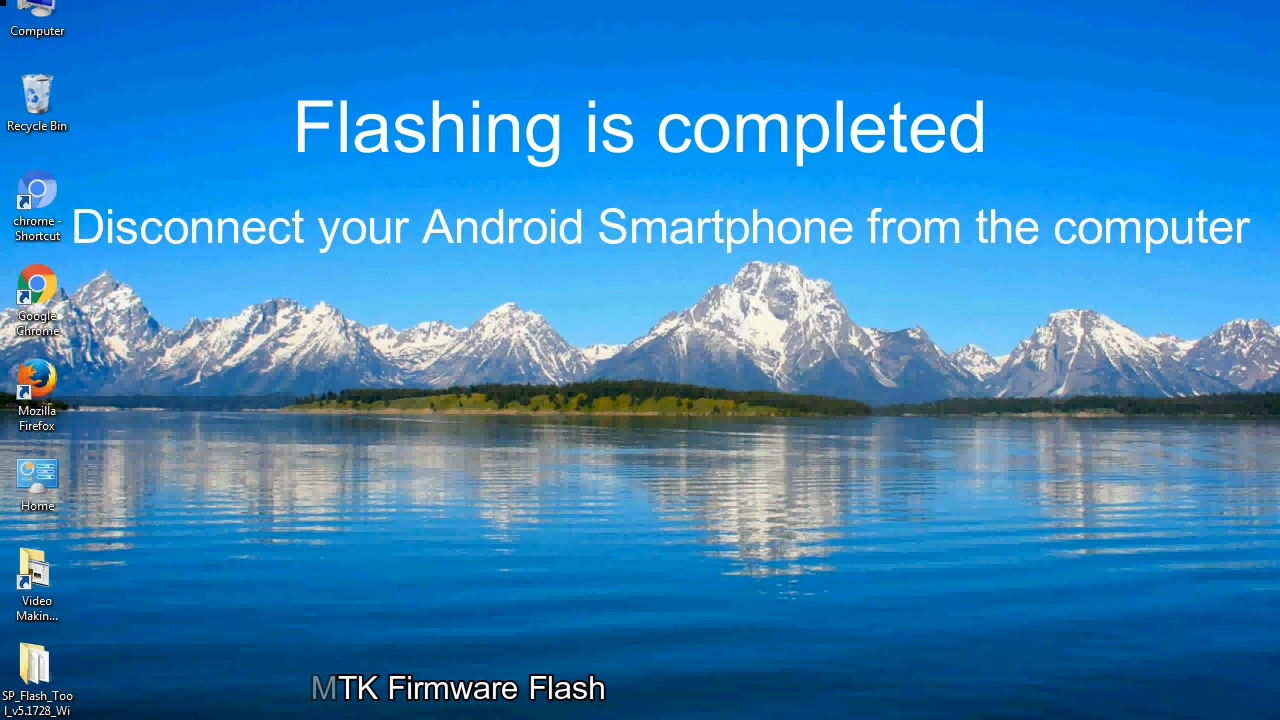 Computer
Recycle Bin
chrome -
Shortcut
Google
Chrome
Mozilla
Firefox
Home
Video
Makin...
SP_Flash_Too
l_v5.1728_Wi
Flashing is completed
Disconnect your Android Smartphone from the computer
MTK Firmware Flash